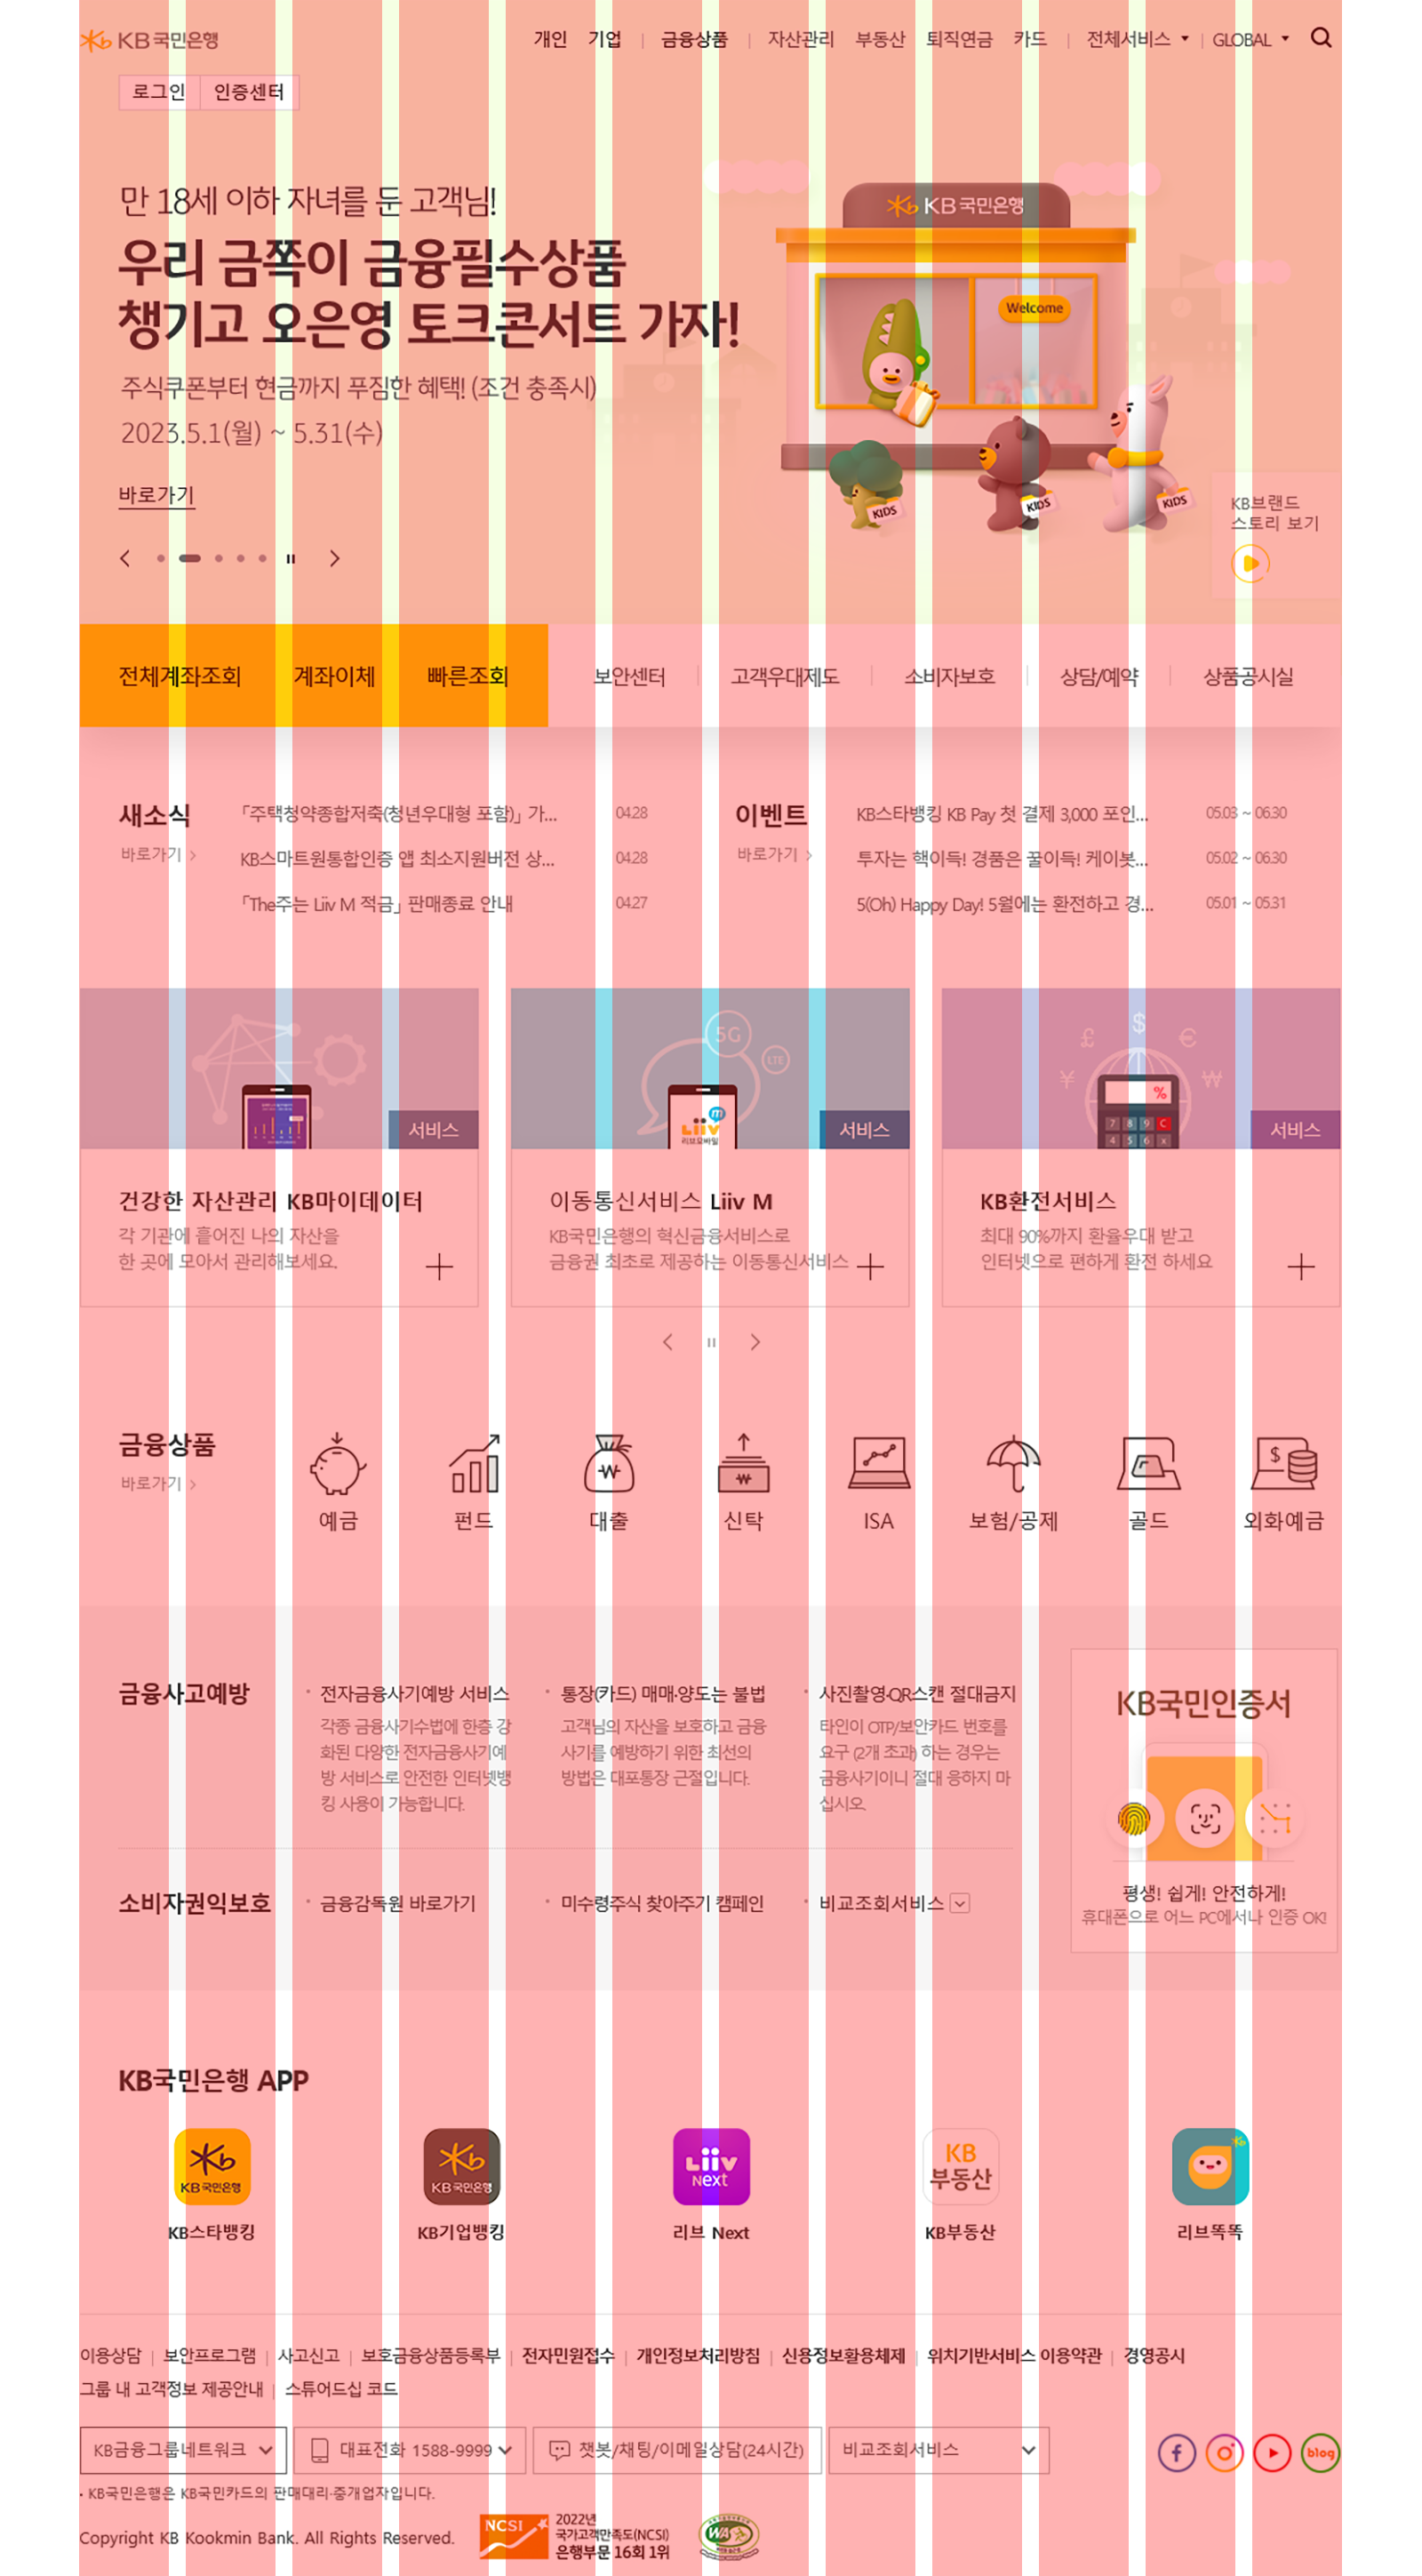 KB국민은행
개인 기업 | 금융상품 | 자산관리 부동산 퇴직연금 카드 | 전체서비스 | GLOBAL
로그인 인증센터
만 18세 이하 자녀를 둔 고객님!
우리 금쪽이 금융필수상품
챙기고 오은영 토크콘서트 가자!
주식쿠폰부터 현금까지 푸짐한 혜택! (조건 충족시)
2023.5.1(월) ~ 5.31(수)
바로가기
KB국민은행
Welcome
KIDS
KIDS
KIDS
KB브랜드
스토리 보기
전체계좌조회 계좌이체 빠른조회
보안센터 | 고객우대제도 | 소비자보호 | 상담/예약 | 상품공시실
새소식
바로가기 >
「주택청약종합저축(청년우대형 포함)」 가... 04.28
KB스마트원통합인증 앱 최소지원버전 상... 04.28
「The주는 Liiv M 적금」 판매종료 안내 04.27
이벤트
바로가기 >
KB스타뱅킹 KB Pay 첫 결제 3,000 포인... 05.03 ~ 06.30
투자는 핵이득! 경품은 꿀이득! 케이봇... 05.02 ~ 06.30
5(Oh) Happy Day! 5월에는 환전하고 경... 05.01 ~ 05.31
서비스
건강한 자산관리 KB마이데이터
각 기관에 흩어진 나의 자산을
한 곳에 모아서 관리해보세요.
5G
LTE
m
Liiv
리브모바일
서비스
이동통신서비스 Liiv M
KB국민은행의 혁신금융서비스로
금융권 최초로 제공하는 이동통신서비스
£ $ €
¥ ₩
%
7 8 9 C
4 5 6 x
서비스
KB환전서비스
최대 90%까지 환율우대 받고
인터넷으로 편하게 환전 하세요
금융상품
바로가기 >
예금 펀드 대출 신탁 ISA 보험/공제 골드 외화예금
금융사고예방
전자금융사기예방 서비스
각종 금융사기수법에 한층 강
화된 다양한 전자금융사기예
방 서비스로 안전한 인터넷뱅
킹 사용이 가능합니다.
통장(카드) 매매·양도는 불법
고객님의 자산을 보호하고 금융
사기를 예방하기 위한 최선의
방법은 대포통장 근절입니다.
사진촬영·QR스캔 절대금지
타인이 OTP/보안카드 번호를
요구 (2개 초과) 하는 경우는
금융사기이니 절대 응하지 마
십시오.
소비자권익보호
금융감독원 바로가기
미수령주식 찾아주기 캠페인
비교조회서비스
KB국민인증서
평생! 쉽게! 안전하게!
휴대폰으로 어느 PC에서나 인증 OK!
KB국민은행 APP
KB국민은행
KB스타뱅킹
KB국민은행
KB기업뱅킹
Liiv
Next
리브 Next
KB
부동산
KB부동산
리브똑똑
이용상담 | 보안프로그램 | 사고신고 | 보호금융상품등록부 | 전자민원접수 | 개인정보처리방침 | 신용정보활용체제 | 위치기반서비스 이용약관 | 경영공시
그룹 내 고객정보 제공안내 | 스튜어드십 코드
KB금융그룹네트워크
대표전화 1588-9999
챗봇/채팅/이메일상담(24시간)
비교조회서비스
blog
· KB국민은행은 KB국민카드의 판매대리·중개업자입니다.
Copyright KB Kookmin Bank. All Rights Reserved.
NCSI
2022년
국가고객만족도(NCSI)
은행부문 16회 1위
WA